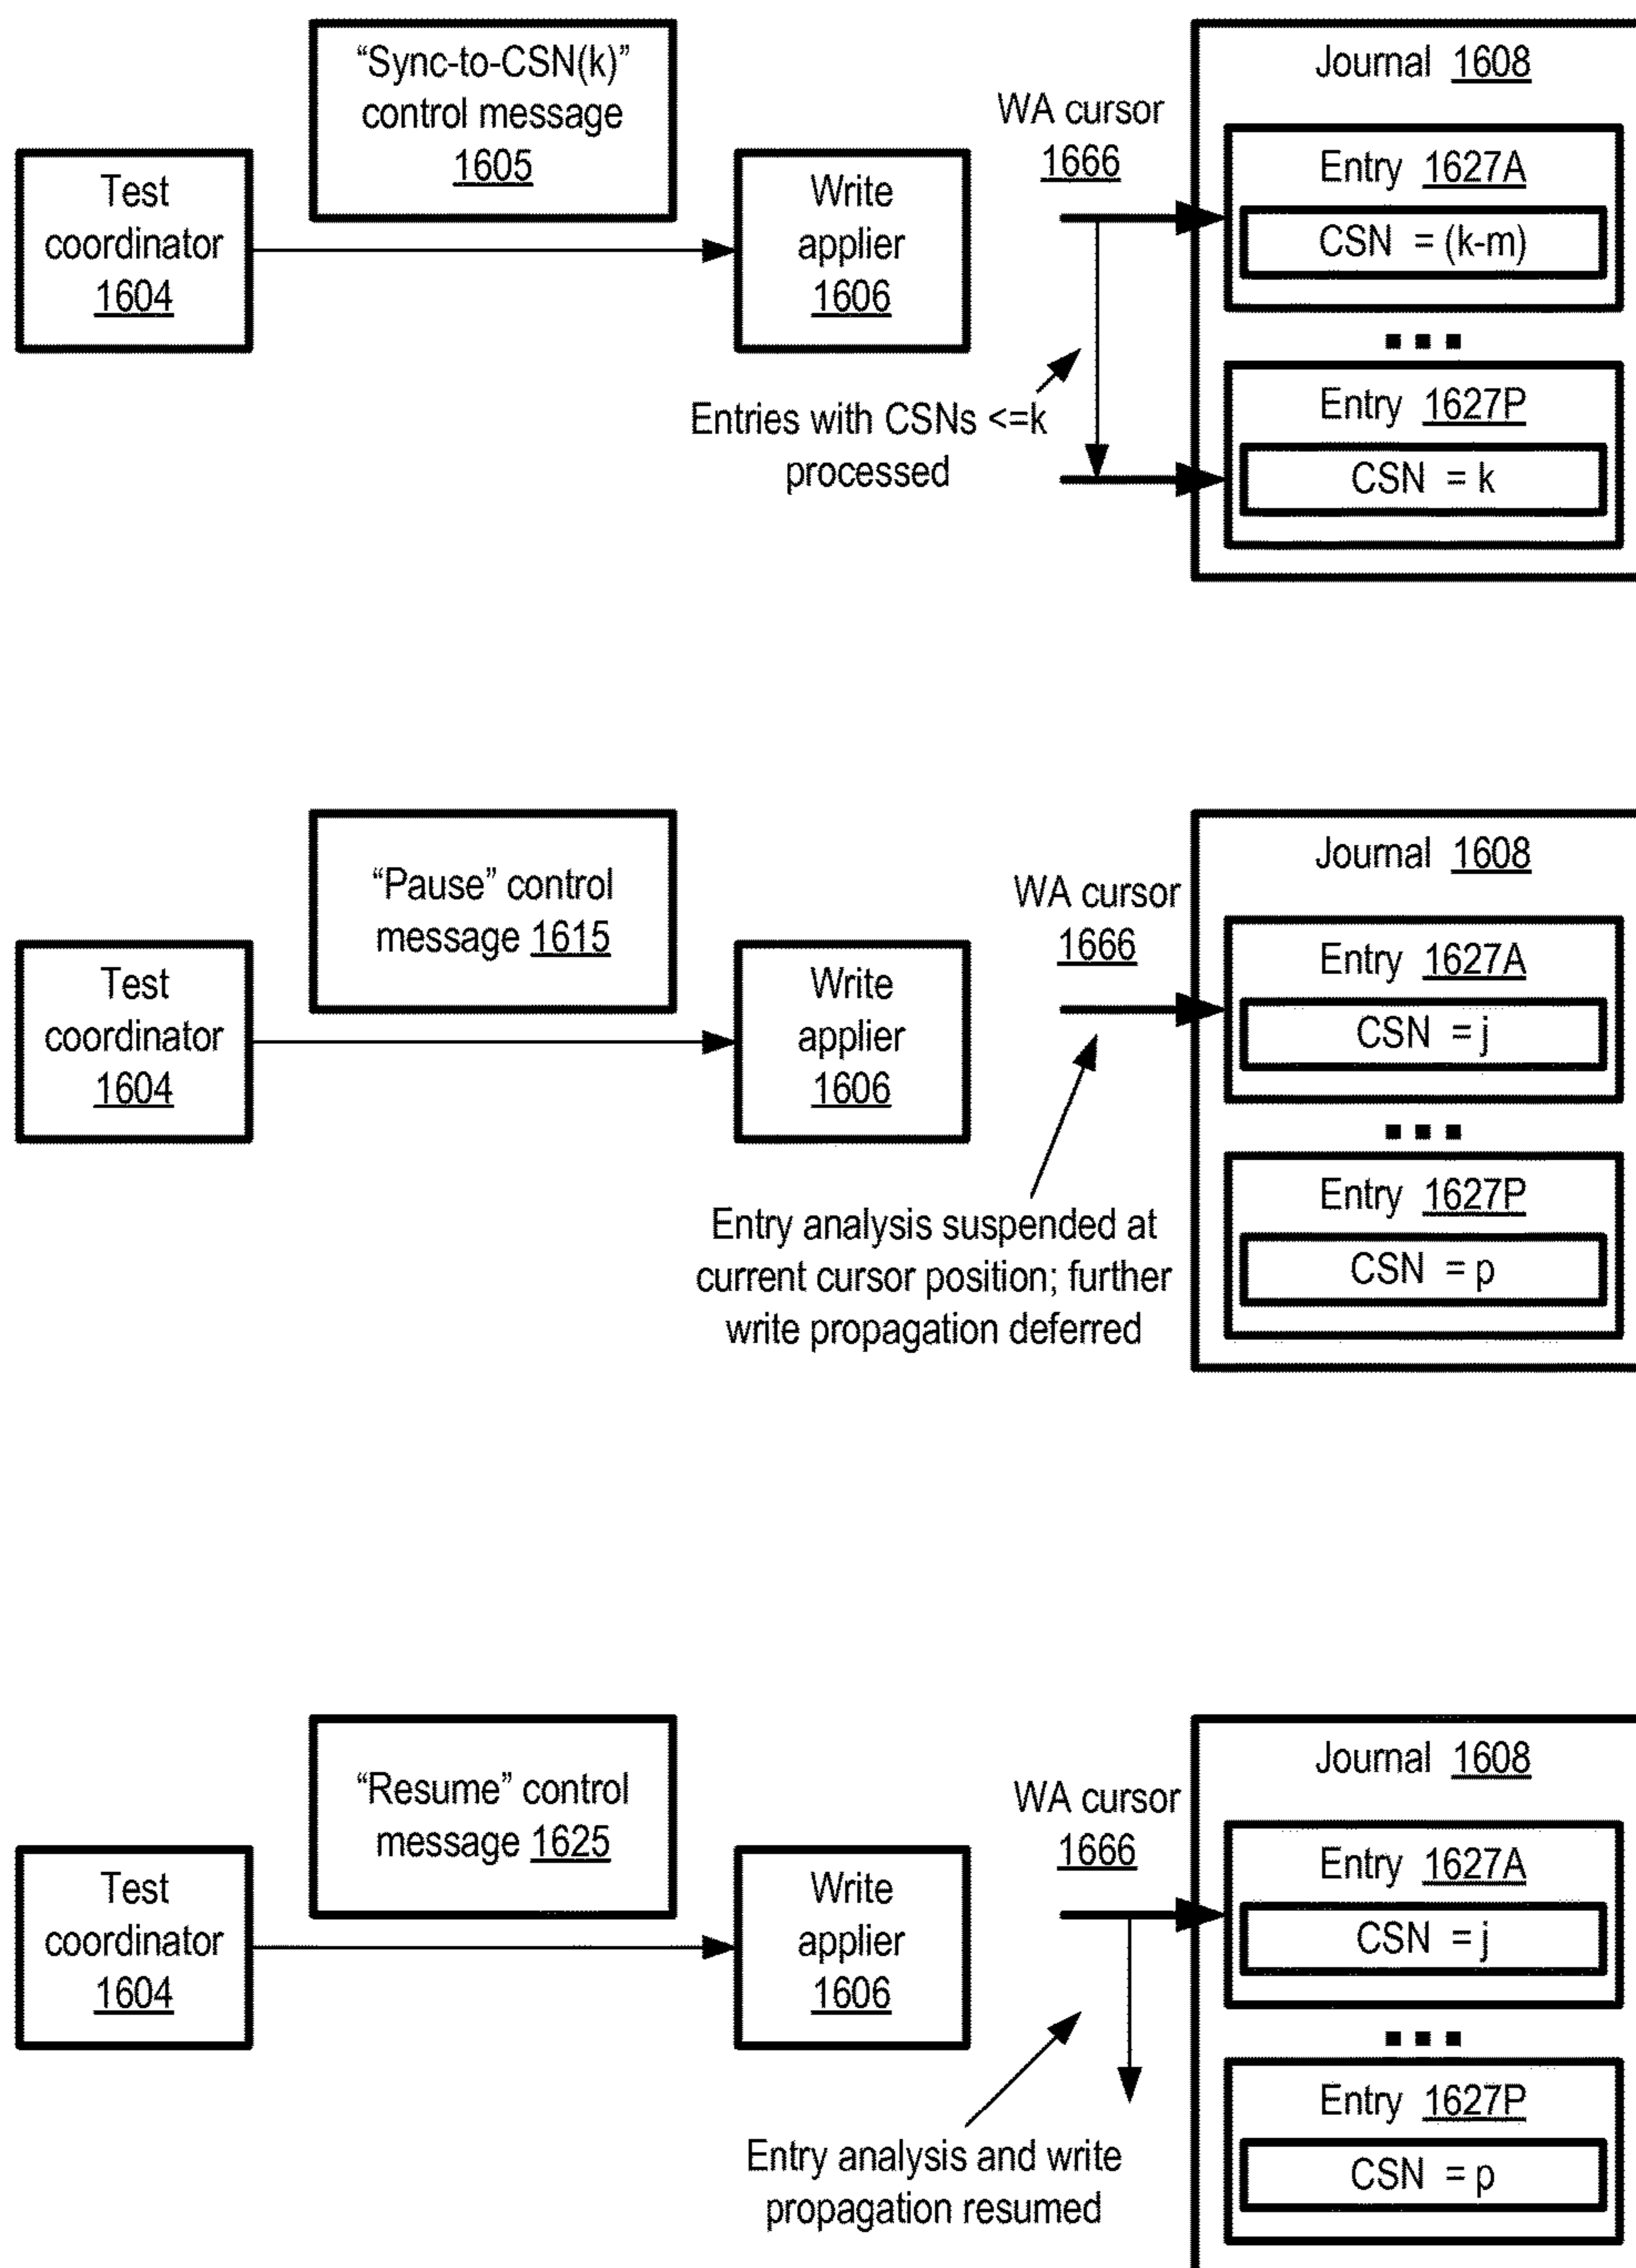 “Sync-to-CSN(k)”
control message
1605
Test
coordinator
1604
Write
applier
1606
WA cursor
1666
Entries with CSNs <=k
processed
Journal 1608
Entry 1627A
CSN = (k-m)
Entry 1627P
CSN = k
“Pause” control
message 1615
Test
coordinator
1604
Write
applier
1606
WA cursor
1666
Entry analysis suspended at
current cursor position; further
write propagation deferred
Journal 1608
Entry 1627A
CSN = j
Entry 1627P
CSN = p
“Resume” control
message 1625
Test
coordinator
1604
Write
applier
1606
WA cursor
1666
Entry analysis and write
propagation resumed
Journal 1608
Entry 1627A
CSN = j
Entry 1627P
CSN = p